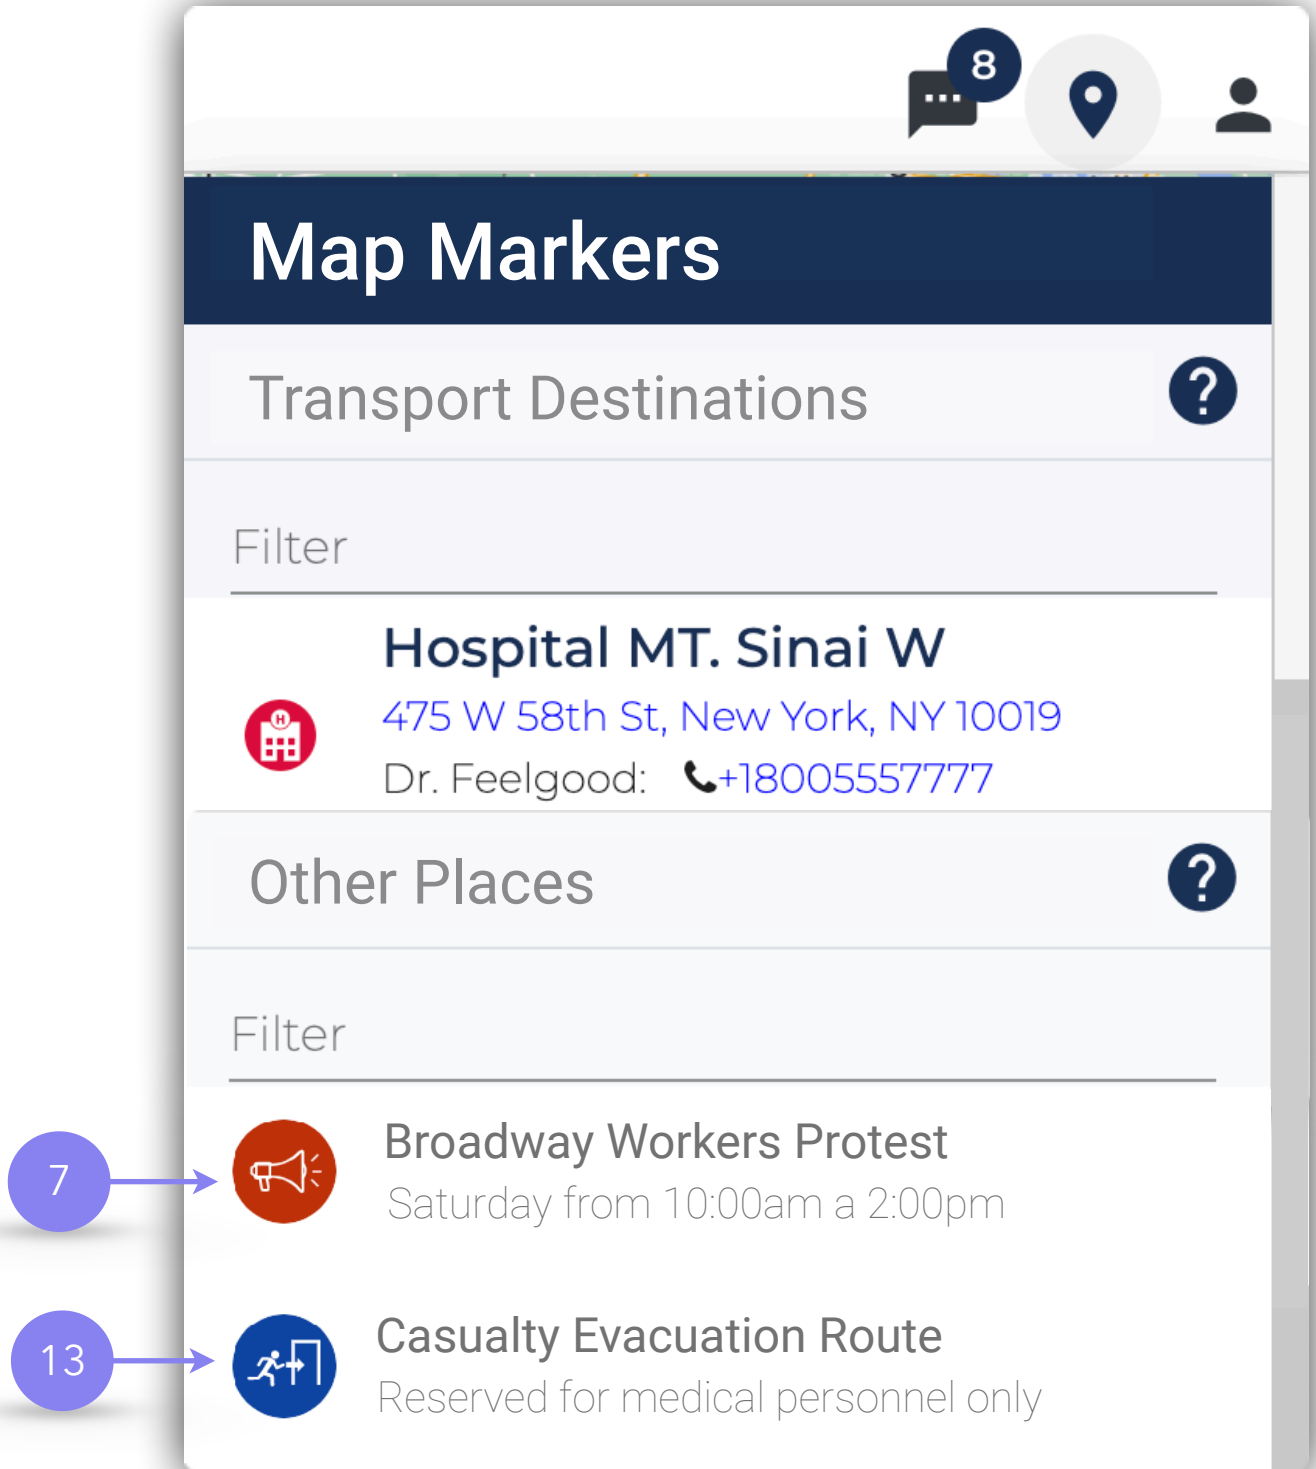 8
Map Markers
Transport Destinations ?
Filter
Hospital MT. Sinai W
H
475 W 58th St, New York, NY 10019
Dr. Feelgood: +18005557777
Other Places ?
Filter
7
Broadway Workers Protest
Saturday from 10:00am a 2:00pm
13
Casualty Evacuation Route
Reserved for medical personnel only